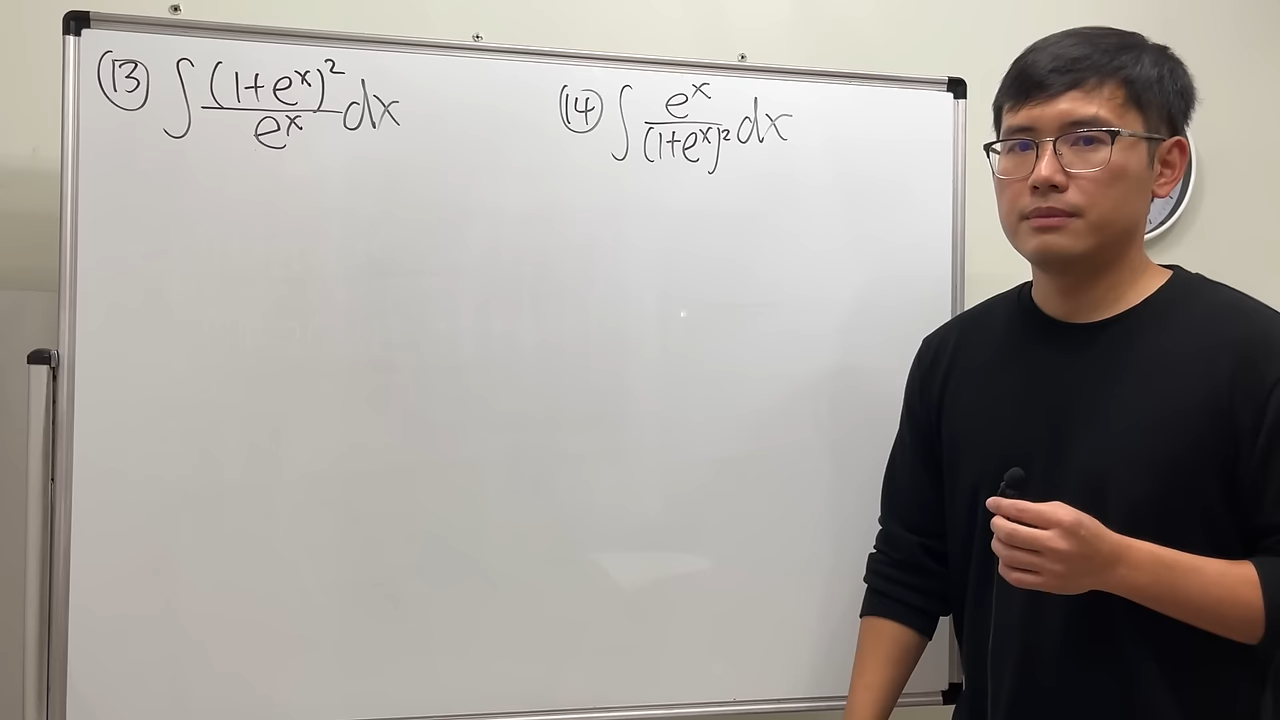 (13) ∫ (1+e^x)^2 / e^x dx
(14) ∫ e^x / (1+e^x)^2 dx